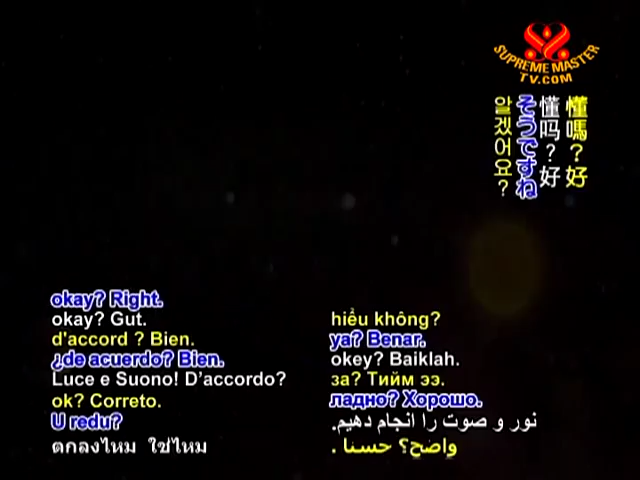 SUPREME MASTER
TV.COM
懂嗎？好
懂吗？好
そうですね
알겠어요？
okay? Right.
okay? Gut.
d'accord ? Bien.
¿de acuerdo? Bien.
Luce e Suono! D'accordo?
ok? Correto.
U redu?
ตกลงไหม ใช่ไหม
hiểu không?
ya? Benar.
okey? Baiklah.
за? Тийм ээ.
ладно? Хорошо.
نور و صوت را انجام دهیم.
واضح؟ حسنا .